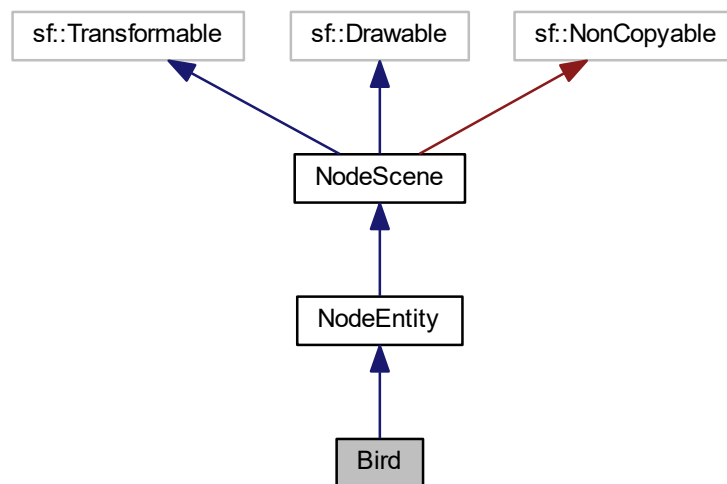 sf::Transformable
sf::Drawable
sf::NonCopyable
NodeScene
NodeEntity
Bird